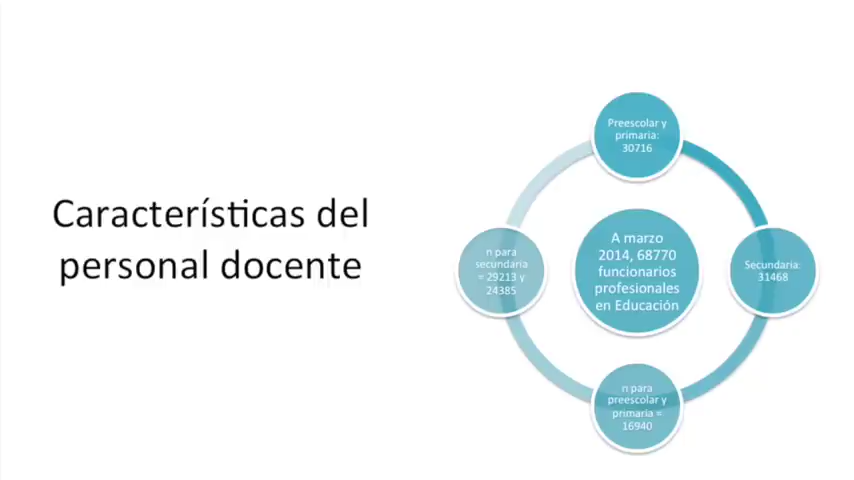 Características del
personal docente
Preescolar y
primaria:
30716
A marzo
2014, 68770
funcionarios
profesionales
en Educación
Secundaria:
31468
n para
preescolar y
primaria =
16940
n para
secundaria
= 29213 y
24385